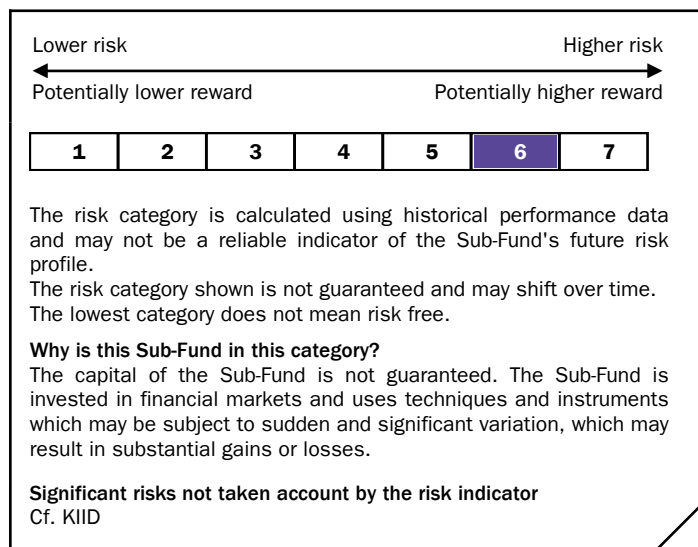 Lower risk Higher risk
Potentially lower reward Potentially higher reward
1 2 3 4 5 6 7
The risk category is calculated using historical performance data
and may not be a reliable indicator of the Sub-Fund's future risk
profile.
The risk category shown is not guaranteed and may shift over time.
The lowest category does not mean risk free.
Why is this Sub-Fund in this category?
The capital of the Sub-Fund is not guaranteed. The Sub-Fund is
invested in financial markets and uses techniques and instruments
which may be subject to sudden and significant variation, which may
result in substantial gains or losses.
Significant risks not taken account by the risk indicator
Cf. KIID